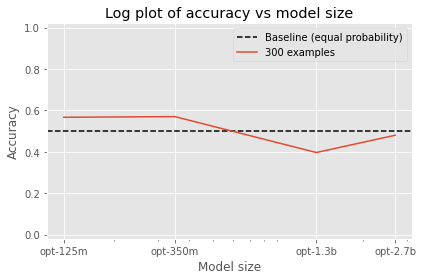 Log plot of accuracy vs model size
Baseline (equal probability)
300 examples
1.0
0.8
0.6
0.4
0.2
0.0
Accuracy
opt-125m opt-350m opt-1.3b opt-2.7b
Model size